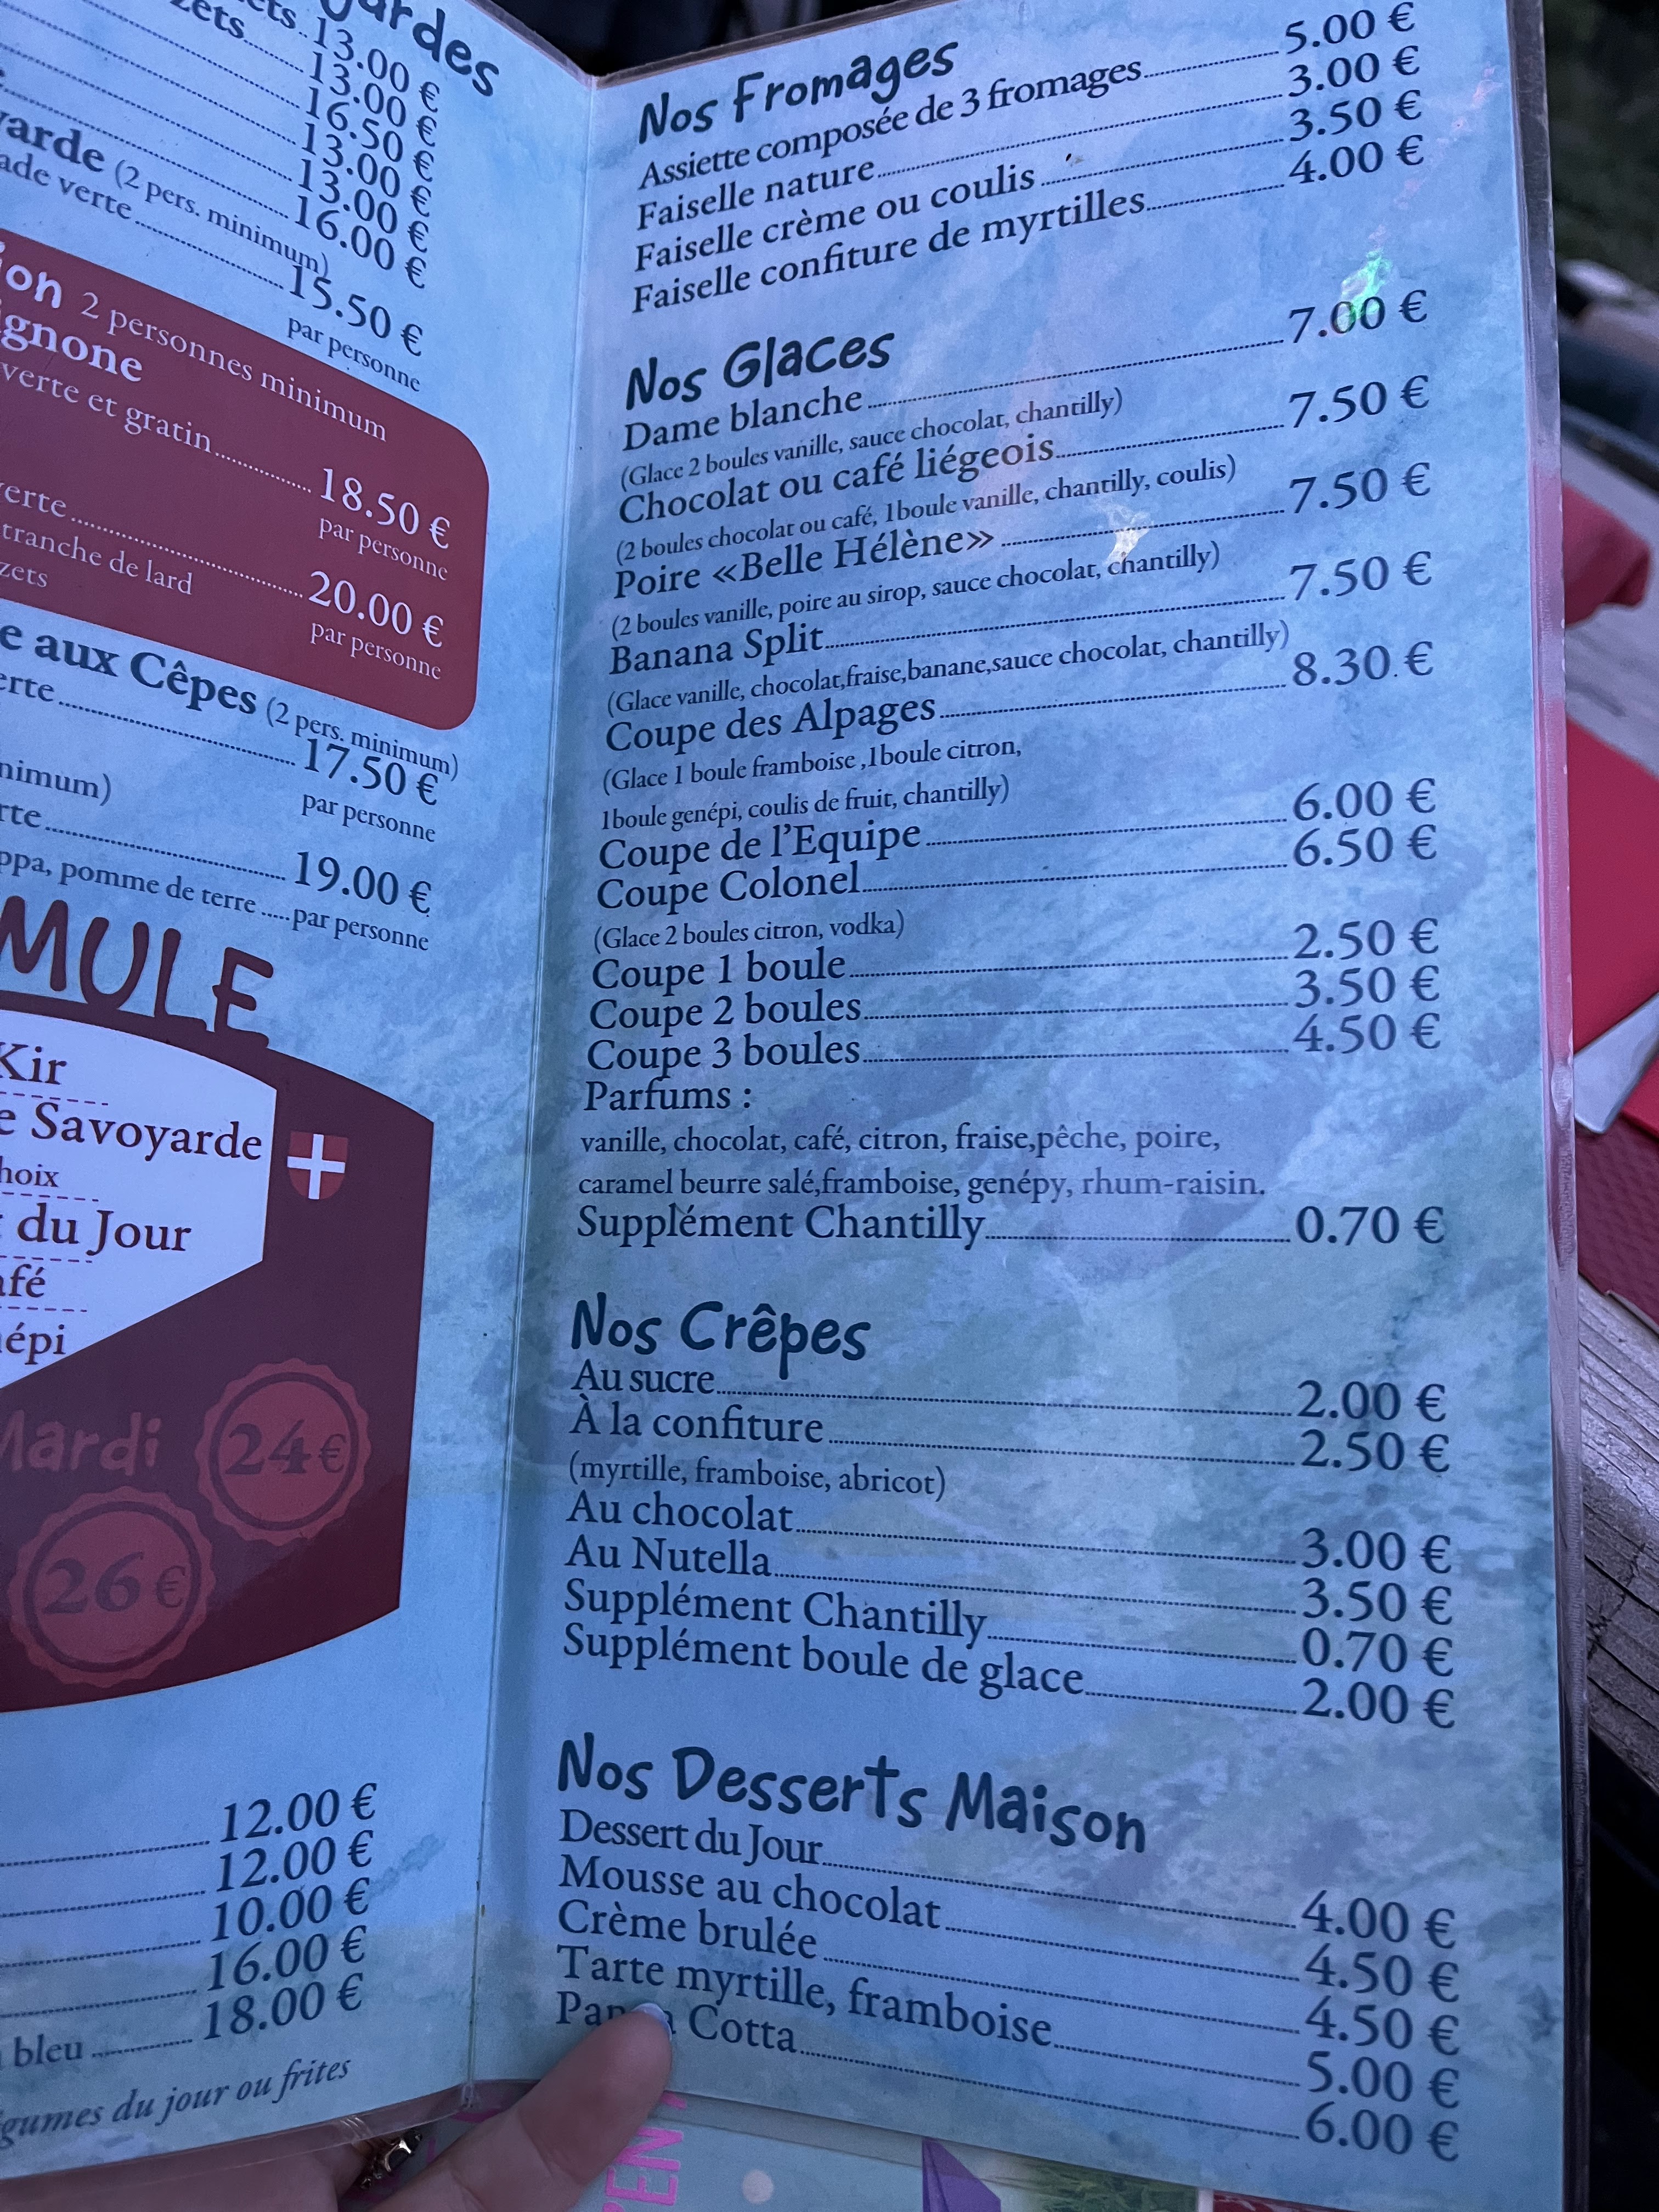 ets..13.00 €
zets.......13.00 €
16.50 €
13.00 €
13.00 €
16.00 €
(2 pers. minimum)
verte.............15.50 €
par personne
2 personnes minimum
verte et gratin............18.50 €
par personne
20.00 €
par personne
tranche de lard
aux Cêpes (2 pers. minimum)
17.50 €
par personne
19.00 €
pomme de terre.....par personne
MULE
Kir
Savoyarde
du Jour
Mardi 24€
26€
12.00 €
12.00 €
10.00 €
16.00 €
bleu..........18.00 €
du jour ou frites
Nos Fromages
Assiette composée de 3 fromages..........5.00 €
Faiselle nature..........3.00 €
Faiselle crème ou coulis..........3.50 €
Faiselle confiture de myrtilles..........4.00 €
Nos Glaces
Dame blanche..........7.00 €
(Glace 2 boules vanille, sauce chocolat, chantilly)
Chocolat ou café liégeois..........7.50 €
(2 boules chocolat ou café, 1boule vanille, chantilly, coulis)
Poire «Belle Hélène»..........7.50 €
(2 boules vanille, poire au sirop, sauce chocolat, chantilly)
Banana Split..........7.50 €
(Glace vanille, chocolat,fraise,banane,sauce chocolat, chantilly)
Coupe des Alpages..........8.30 €
(Glace 1 boule framboise ,1boule citron,
1boule genépi, coulis de fruit, chantilly)
Coupe de l'Equipe..........6.00 €
Coupe Colonel..........6.50 €
(Glace 2 boules citron, vodka)
Coupe 1 boule..........2.50 €
Coupe 2 boules..........3.50 €
Coupe 3 boules..........4.50 €
Parfums :
vanille, chocolat, café, citron, fraise,pêche, poire,
caramel beurre salé,framboise, genépy, rhum-raisin.
Supplément Chantilly..........0.70 €
Nos Crêpes
Au sucre..........2.00 €
À la confiture..........2.50 €
(myrtille, framboise, abricot)
Au chocolat..........3.00 €
Au Nutella..........3.50 €
Supplément Chantilly..........0.70 €
Supplément boule de glace..........2.00 €
Nos Desserts Maison
Dessert du Jour..........4.00 €
Mousse au chocolat..........4.50 €
Crème brulée..........4.50 €
Tarte myrtille, framboise..........5.00 €
Cotta..........6.00 €